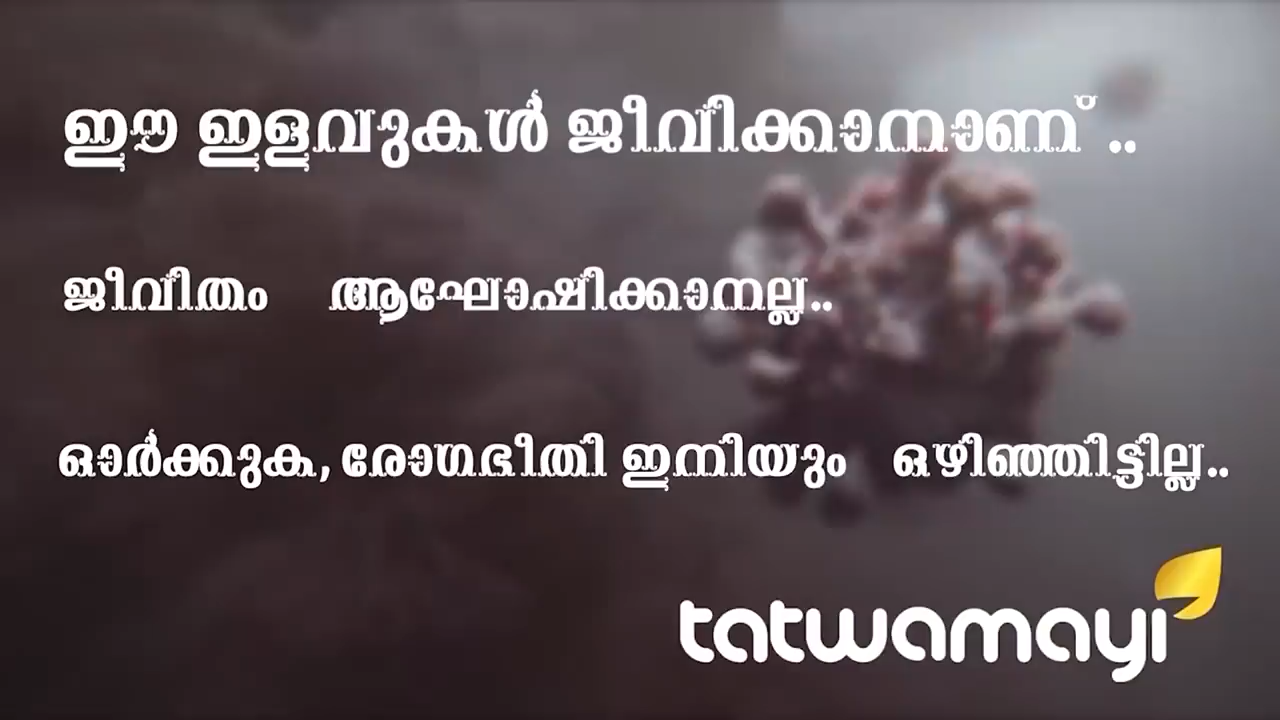 ഈ ഇളവുകൾ ജീവിക്കാനാണ് ..
ജീവിതം ആഘോഷിക്കാനല്ല..
ഓർക്കുക, രോഗഭീതി ഇനിയും ഒഴിഞ്ഞിട്ടില്ല..
tatwamayi